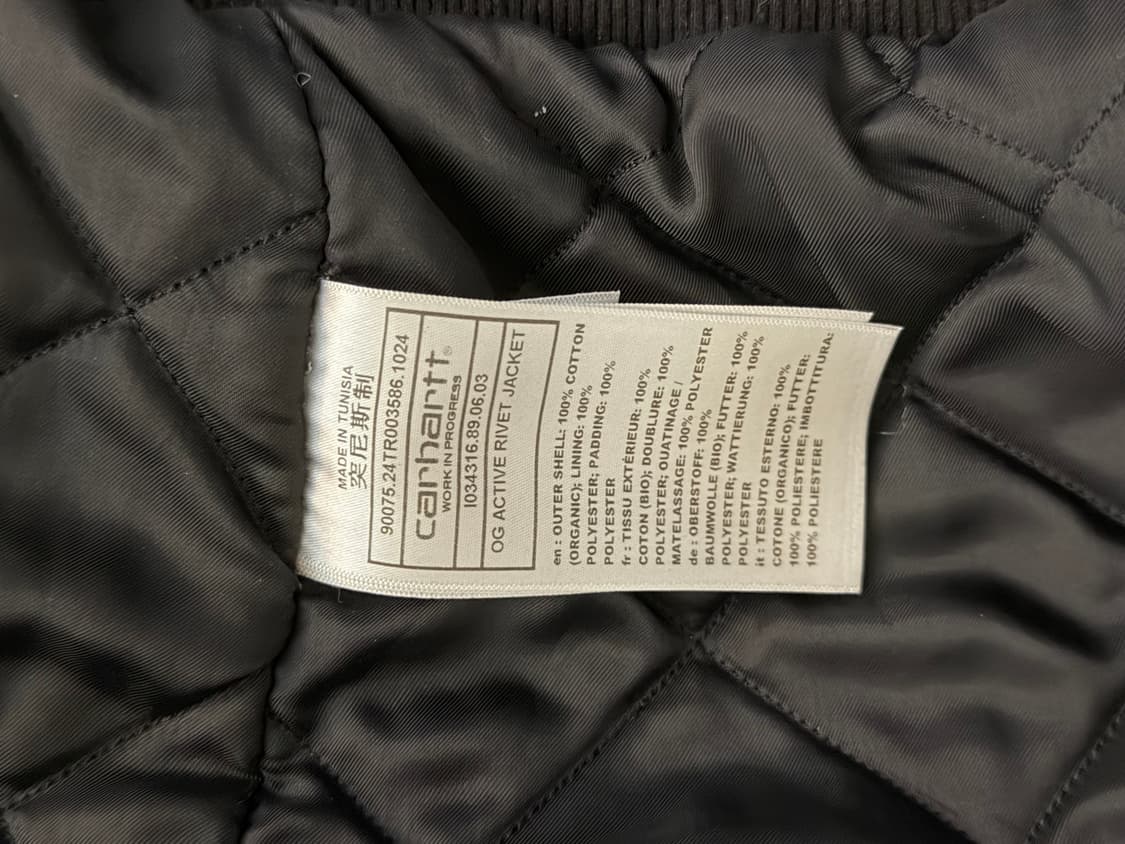 MADE IN TUNISIA
突尼斯制
90075.24TR003586.1024
carhartt®
WORK IN PROGRESS
I034316.89.06.03
OG ACTIVE RIVET JACKET
en : OUTER SHELL: 100% COTTON
(ORGANIC); LINING: 100%
POLYESTER; PADDING: 100%
POLYESTER
fr : TISSU EXTÉRIEUR: 100%
COTON (BIO); DOUBLURE: 100%
POLYESTER; OUATINAGE /
MATELASSAGE: 100% POLYESTER
de : OBERSTOFF: 100%
BAUMWOLLE (BIO); FUTTER: 100%
POLYESTER; WATTIERUNG: 100%
POLYESTER
it : TESSUTO ESTERNO: 100%
COTONE (ORGANICO); FUTTER:
100% POLIESTERE; IMBOTTITURA:
100% POLIESTERE